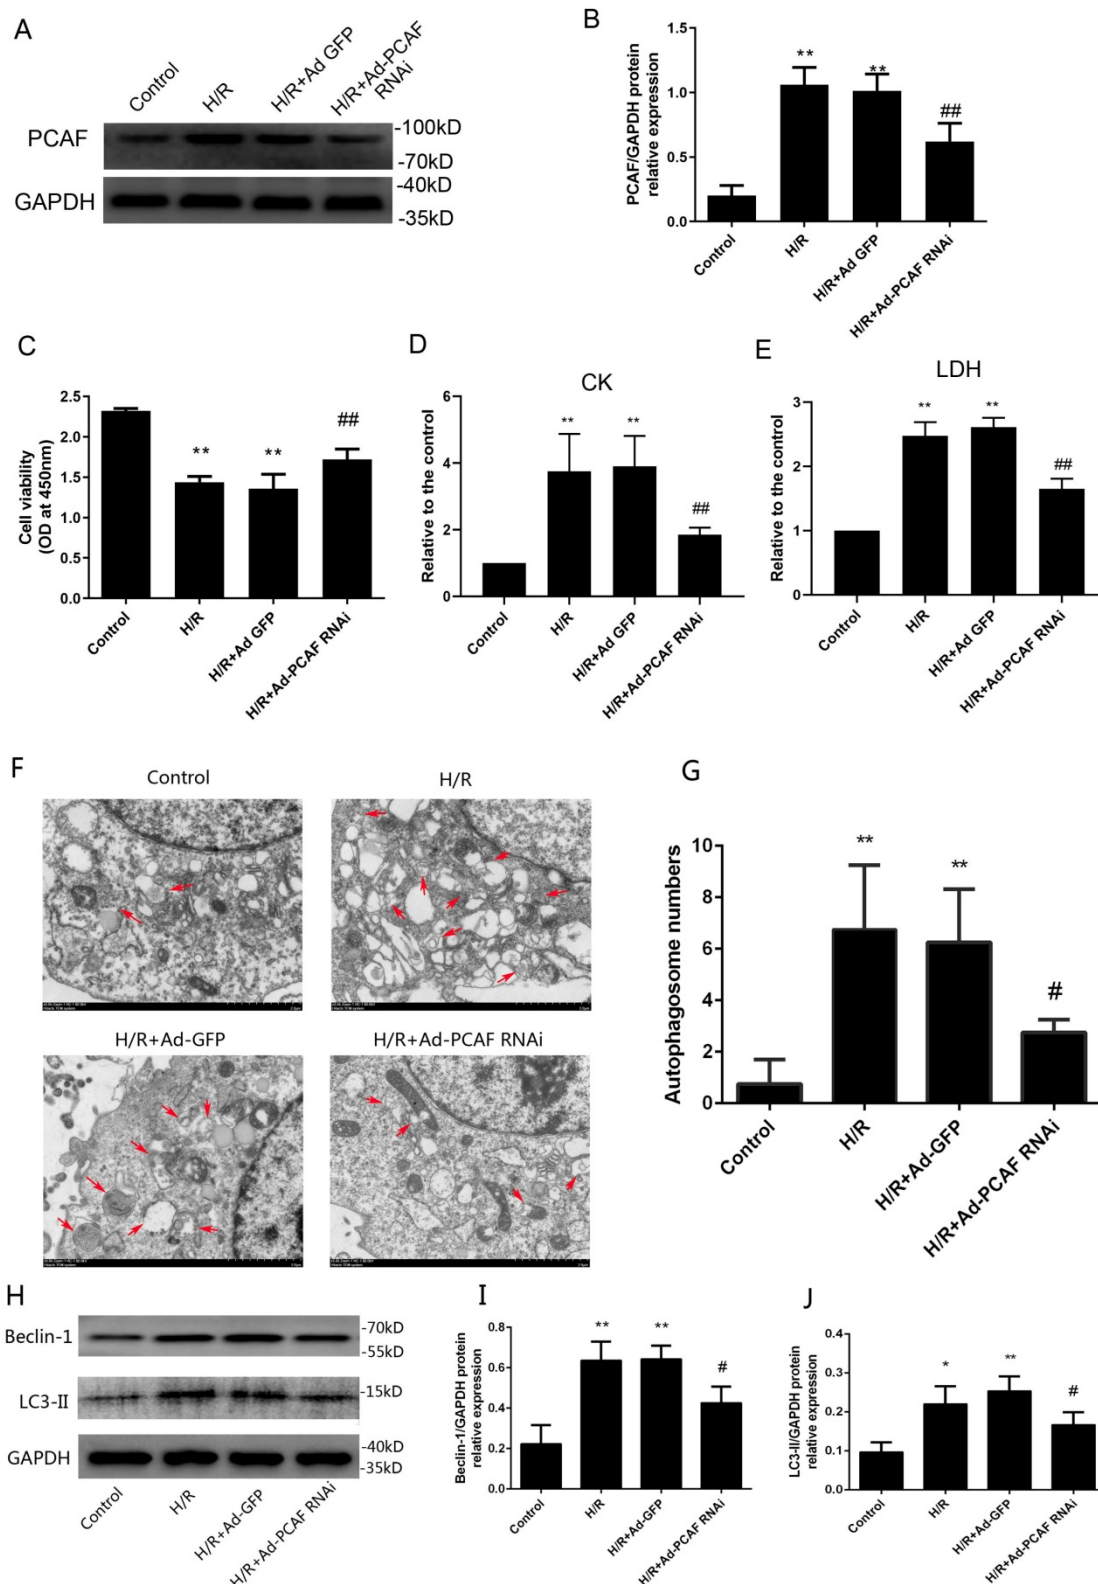 A
Control
H/R
H/R+Ad GFP
H/R+Ad-PCAF
RNAi
PCAF
-100kD
-70kD
GAPDH
-40kD
-35kD
B
PCAF/GAPDH protein
relative expression
1.5
1.0
0.5
0.0
**
**
##
Control
H/R
H/R+Ad GFP
H/R+Ad-PCAF RNAi
C
Cell viability
(OD at 450nm)
2.5
2.0
1.5
1.0
0.5
0.0
**
**
##
Control
H/R
H/R+Ad GFP
H/R+Ad-PCAF RNAi
D
CK
Relative to the control
6
4
2
0
**
**
##
Control
H/R
H/R+Ad GFP
H/R+Ad-PCAF RNAi
E
LDH
Relative to the control
3
2
1
0
**
**
##
Control
H/R
H/R+Ad GFP
H/R+Ad-PCAF RNAi
F
Control
H/R
H/R+Ad-GFP
H/R+Ad-PCAF RNAi
G
Autophagosome numbers
10
8
6
4
2
0
**
**
#
Control
H/R
H/R+Ad-GFP
H/R+Ad-PCAF RNAi
H
Beclin-1
-70kD
-55kD
LC3-II
-15kD
GAPDH
-40kD
-35kD
Control
H/R
H/R+Ad-GFP
H/R+Ad-PCAF RNAi
I
Beclin-1/GAPDH protein
relative expression
0.8
0.6
0.4
0.2
0.0
**
**
#
Control
H/R
H/R+Ad-GFP
H/R+Ad-PCAF RNAi
J
LC3-II/GAPDH protein
relative expression
0.4
0.3
0.2
0.1
0.0
*
**
#
Control
H/R
H/R+Ad-GFP
H/R+Ad-PCAF RNAi